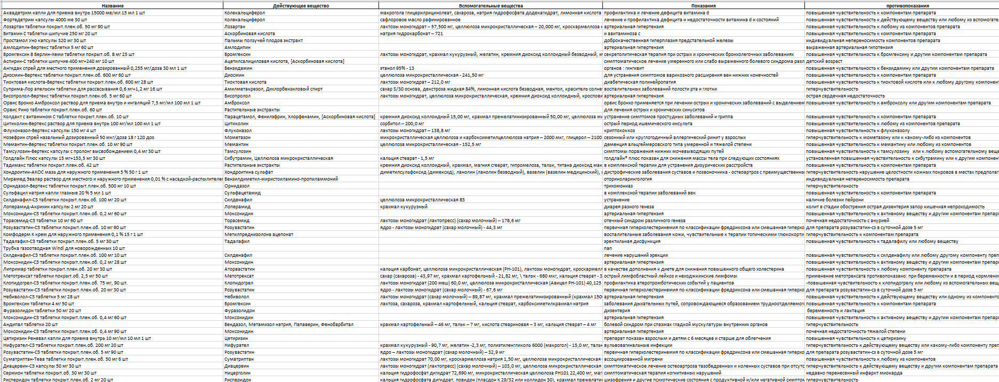 Название Действующее вещество Вспомогательные вещества Показания противопоказания
Аквадетрим капли для приема внутрь 15000 ме/мл 15 мл 1 шт Колекальциферол макрогола глицерилрицинолеат, сахароза, натрия гидрофосфата додекагидрат, лимонная кислота профилактика и лечение дефицита витамина d повышенная чувствительность к компонентам препарата
Фортедетрим капсулы 4000 ме 30 шт Колекальциферол сафлоровое масло рафинированное лечение и профилактика дефицита и недостаточности витамина d и состояний повышенная чувствительность к действующему веществу или любому из вспомогате
Лозартан таблетки покрыт.плен.об. 50 мг 90 шт Лозартан лактозы моногидрат – 57,500 мг, целлюлоза микрокристаллическая – 20,000 мг, кроскармеллоза н артериальная гипертензия повышенная чувствительность к любому из компонентов препарата
Витамин С таблетки шипучие 250 мг 20 шт Аскорбиновая кислота натрия гидрокарбонат – 721 и авитаминоза с повышенная чувствительность к компонентам препарата
Простамол Уно капсулы 320 мг 30 шт Пальмы ползучей плодов экстракт доброкачественная гиперплазия предстательной железы индивидуальная непереносимость компонентов препарата
Амлодипин-Вертекс таблетки 5 мг 60 шт Амлодипин артериальная гипертензия выраженная артериальная гипотензия
Бромгексин 8 Берлин-Хеми таблетки покрыт.об. 8 мг 25 шт Бромгексин лактозы моногидрат, крахмал кукурузный, желатин, кремния диоксид коллоидный безводный, м секретолитическая терапия при острых и хронических бронхолегочных заболеваниях повышенная чувствительность к бромгексину и другим компонентам препарата
Аспирин-С таблетки шипучие 400 мг+240 мг 10 шт Ацетилсалициловая кислота, [Аскорбиновая кислота] симптоматическое лечение умеренного или слабо выраженного болевого синдрома разл детский возраст
Ангидак спрей для местного применения дозированный 0,255 мг/доза 30 мл 1 шт Бензидамин этанол 95% - 13 органов : гингивит повышенная чувствительность к бензидамину или другим компонентам препарата
Диосмин-Вертекс таблетки покрыт.плен.об. 600 мг 60 шт Диосмин целлюлоза микрокристаллическая - 241,50 мг для устранения симптомов варикозного расширения вен нижних конечностей повышенная чувствительность к компонентам препарата
Тиоктовая кислота-Вертекс таблетки покрыт.плен.об. 600 мг 28 шт Тиоктовая кислота лактозы моногидрат – 212,0 мг диабетическая полинейропатия повышенная чувствительность к тиоктовой кислоте или к любому другому компонент
Суприма-Лор апельсин таблетки для рассасывания 0,6 мг+1,2 мг 16 шт Амилметакрезол, Дихлорбензиловый спирт сахар S/30 основа, декстроза жидкая 84%, лимонная кислота безводная, ментол, краситель солне воспалительных заболеваний полости рта и глотки гиперчувствительность
Бисопролол-Вертекс таблетки покрыт.плен.об. 5 мг 60 шт Бисопролол лактозы моногидрат, целлюлоза микрокристаллическая, кремния диоксид коллоидный, кроспови артериальная гипертензия острая сердечная недостаточность
Орвис Бронхо Амброксол раствор для приема внутрь и ингаляций 7,5 мг/мл 100 мл 1 шт Амброксол орвис бронхо применяется при лечении острых и хронических заболеваний с выделением повышенная чувствительность к амброксолу или другим компонентам препарата
Орвис Рино таблетки покрыт.плен.об. 60 шт Растительные экстракты для лечения острых и хронических синуситов
Колдакт с витамином С таблетки покрыт.плен.об. 10 шт Парацетамол, Фенилэфрин, Хлорфенамин, [Аскорбиновая кислота] кремния диоксид коллоидный 15,00 мг, крахмал прежелатинизированный 50,00 мг, целлюлоза ми устранение симптомов простудных заболеваний и гриппа повышенная чувствительность к компонентам препарата
Цитиколин-Вертекс раствор для приема внутрь 100 мг/мл 100 мл 1 шт Цитиколин сорбитол – 200,0 мг острый период ишемического инсульта повышенная чувствительность к любому из компонентов препарата
Флуконазол-Вертекс капсулы 150 мг 4 шт Флуконазол лактозы моногидрат – 138,8 мг криптококкоз повышенная чувствительность к флуконазолу
Нозефрин спрей назальный дозированный 50 мкг/доза 18 г 120 доз Мометазон микрокристаллическая целлюлоза и карбоксиметилцеллюлоза натрия – 2000 мкг, глицерол – 2100 сезонный или круглогодичный аллергический ринит у взрослых гиперчувствительность к мометазону или к какому-либо из компонентов
Мемантин-Вертекс таблетки покрыт.плен.об. 10 мг 90 шт Мемантин целлюлоза микрокристаллическая - 152,5 мг деменция альцгеймеровского типа умеренной и тяжелой степени повышенная чувствительность к мемантину или любому из компонентов
Тамсулозин-Вертекс капсулы с пролонг высвобождением 0,4 мг 30 шт Тамсулозин симптомы поражения нижних мочевыводящих путей повышенная чувствительность к тамсулозину или к любому вспомогательному веще
Голдлайн Плюс капсулы 15 мг+153,5 мг 30 шт Сибутрамин, Целлюлоза микрокристаллическая кальция стеарат - 1,5 мг голдлайн® плюс показан для снижения массы тела при следующих состояниях установленная повышенная чувствительность к сибутрамину или к другим компонент
Тадимакс таблетки покрыт.плен.об. 42 шт Растительные экстракты кремния диоксид коллоидный, крахмал, магния стеарат, гипромелоза, тальк, титана диоксид мак в комплексной терапии для устранения дизурических расстройств повышенная чувствительность к компонентам препарата
Хондроитин-АКОС мазь для наружного применения 5 % 50 г 1 шт Хондроитина сульфат диметилсульфоксид (димексид), ланолин (ланолин безводный), вазелин (вазелин медицинский), дистрофические заболевания суставов и позвоночника - остеоартроз с преимущественны гиперчувствительность нарушение целостности кожных покровов в местах предполаг
Мирамед Эвалар раствор для местного и наружного применения 0,01 % с насадкой-распылителем Бензилдиметил-миристоиламино-пропиламмоний оториноларингология индивидуальная непереносимость препарата
Орнидазол-Вертекс таблетки покрыт.плен.об. 500 мг 10 шт Орнидазол трихомониаз гиперчувствительность
Сульфацил натрия капли глазные 20 % 5 мл 1 шт Сульфацетамид в комплексной терапии заболеваний век повышенная чувствительность к компонентам препарата
Силденафил-СЗ таблетки покрыт.плен.об. 100 мг 20 шт Силденафил целлюлоза микрокристаллическая 83 устранение наличие болезни пейрони
Лоперамид-Акрихин капсулы 2 мг 20 шт Лоперамид крахмал кукурузный диарея разного генеза колит в стадии обострения острая дизентерия запор кишечная непроходимость
Моксонидин-СЗ таблетки покрыт.плен.об. 0,2 мг 60 шт Моксонидин артериальная гипертензия повышенная чувствительность к активному веществу и другим компонентам препара
Торасемид-СЗ таблетки 10 мг 60 шт Торасемид лактозы моногидрат (лактопресс) (сахар молочный) – 178,6 мг отечный синдром различного генеза почечная недостаточность с анурией
Розувастатин-СЗ таблетки покрыт.плен.об. 10 мг 90 шт Розувастатин ядро - лактозы моногидрат (сахар молочный) - 44,3 мг первичная гиперхолестеринемия по классификации фредриксона или смешанная гиперхо для препарата розувастатин-сз в суточной дозе 5 мг
Комфодерм К крем для наружного применения 0,1 % 15 г 1 шт Метилпреднизолона ацепонат воспалительные заболевания кожи, чувствительные к терапии топическими глюкокорти гиперчувствительность к компонентам препарата
Тадалафил-СЗ таблетки покрыт.плен.об. 5 мг 30 шт Тадалафил эректильная дисфункция повышенная чувствительность к тадалафилу или любому веществу
Трубка газоотводная Windi для новорожденных 10 шт nan
Силденафил-СЗ таблетки покрыт.плен.об. 100 мг 10 шт Силденафил лечение нарушений эрекции повышенная чувствительность к силденафилу или любому другому компоненту преп
Моксонидин-СЗ таблетки покрыт.плен.об. 0,2 мг 28 шт Моксонидин артериальная гипертензия повышенная чувствительность к активному веществу и другим компонентам препара
Липримар таблетки покрыт.плен.об. 20 мг 30 шт Аторвастатин кальция карбонат, целлюлоза микрокристаллическая (PH-101), лактозы моногидрат, кроскармелл в качестве дополнения к диете для снижения повышенного общего холестерина повышенная чувствительность к любому компоненту препарата
Метотрексат таблетки покрыт.плен.об. 2,5 мг 50 шт Метотрексат сахар (сахароза) - 43,97 мг, крахмал картофельный - 21,82 мг, \ тальк - 680 мкг, кальция стеарат - 3 острый лимфобластный лейкоз и неходжкинские лимфомы применение метотрексата противопоказано: при беременности и в период кормлени
Клопидогрел-СЗ таблетки покрыт.плен.об. 75 мг, 90 шт. Клопидогрел лактозы моногидрат (200 меш) 60,0 мг, целлюлоза микрокристаллическая (Авицел PH-101) 40,125 профилактика атеротромботических событий у пациентов -повышенная чувствительность к клопидогрелу или любому из вспомогательных вещ
Розувастатин-СЗ таблетки покрыт.плен.об. 20 мг 30 шт Розувастатин ядро - лактозы моногидрат (сахар молочный) - 67,6 мг первичная гиперхолестеринемия по классификации фредриксона или смешанная гиперхо для препарата розувастатин-сз в суточной дозе 5 мг
Небиволол-СЗ таблетки 5 мг 28 шт Небиволол лактозы моногидрат (сахар молочный) – 89,87 мг, крахмал прежелатинизированный (крахмал 150 артериальная гипертензия повышенная чувствительность к действующему веществу или одному из компоненто
Бромгексин таблетки 4 мг 50 шт Бромгексин лактоза, сахароза, крахмал картофельный, кальция стеарат, карбоксиметилкрахмал натрия заболевания дыхательных путей, сопровождающиеся образованием трудноотделяемог повышенная чувствительность к компонентам препарата
Фуразолидон таблетки 50 мг 20 шт Фуразолидон дизентерия беременность и лактация
Моксонидин-СЗ таблетки покрыт.плен.об. 0,4 мг 60 шт Моксонидин артериальная гипертензия повышенная чувствительность к активному веществу и другим компонентам препара
Андипал таблетки 20 шт Бендазол, Метамизол натрия, Папаверин, Фенобарбитал крахмал картофельный – 46 мг, тальк – 7 мг, кислота стеариновая – 3 мг, кальция стеарат – 4 мг болевой синдром при спазмах гладкой мускулатуры внутренних органов гиперчувствительность
Моксонидин-СЗ таблетки покрыт.плен.об. 0,4 мг 90 шт Моксонидин артериальная гипертензия почечная недостаточность тяжелой степени
Цетиризин Реневал капли для приема внутрь 10 мг/мл 10 мл 1 шт Цетиризин препарат показан взрослым и детям с 6 месяцев и старше для облегчения повышенная чувствительность к цетиризину
Нифурател-СЗ таблетки покрыт.плен.об. 200 мг 20 шт Нифурател крахмал кукурузный - 90,7 мг, желатин -2,3 мг, полиэтиленгликоль 6000 (макрогол) - 15,0 мг, тальк вульвовагинальные инфекции гиперчувствительность к действующему веществу или какому-либо компоненту преп
Розувастатин-СЗ таблетки покрыт.плен.об. 5 мг 90 шт Розувастатин ядро – лактозы моногидрат (сахар молочный) – 32,9 мг первичная гиперхолестеринемия по классификации фредриксона или смешанная гиперхо для препарата розувастатин-сз в суточной дозе 5 мг
Суматриптан-Тева таблетки покрыт.плен.об. 50 мг 6 шт Суматриптан лактозы моногидрат 70,00 мг, кроскармеллоза натрия 1,50 мг, целлюлоза микрокристаллическая ассоциированной мигрени повышенная чувствительность к любому из компонентов
Диацереин-СЗ капсулы 50 мг 30 шт Диацереин лактозы моногидрат (лактопресс) (сахар молочный) – 103,0 мг, целлюлоза микрокристаллическая симптоматическое лечение остеоартроза тазобедренных и коленных суставов при отсутс гиперчувствительность к действующему веществу и другим компонентам препарата
Сермион таблетки покрыт.об. 30 мг 30 шт Ницерголин кальция гидрофосфат дигидрат 72,690 мг, микрокристаллическая целлюлоза PH101 22,400 мг, маг симптоматическая терапия когнитивных нарушений недавно перенесенный инфаркт миокарда
Рисперидон таблетки покрыт.плен.об. 2 мг 20 шт Рисперидон кальция гидрофосфата дигидрат, повидон (пласдон К 29/32 или коллидон 30), крахмал прежелатин шизофрения и другие психотические состояния с продуктивной и/или негативной симптом гиперчувствительность